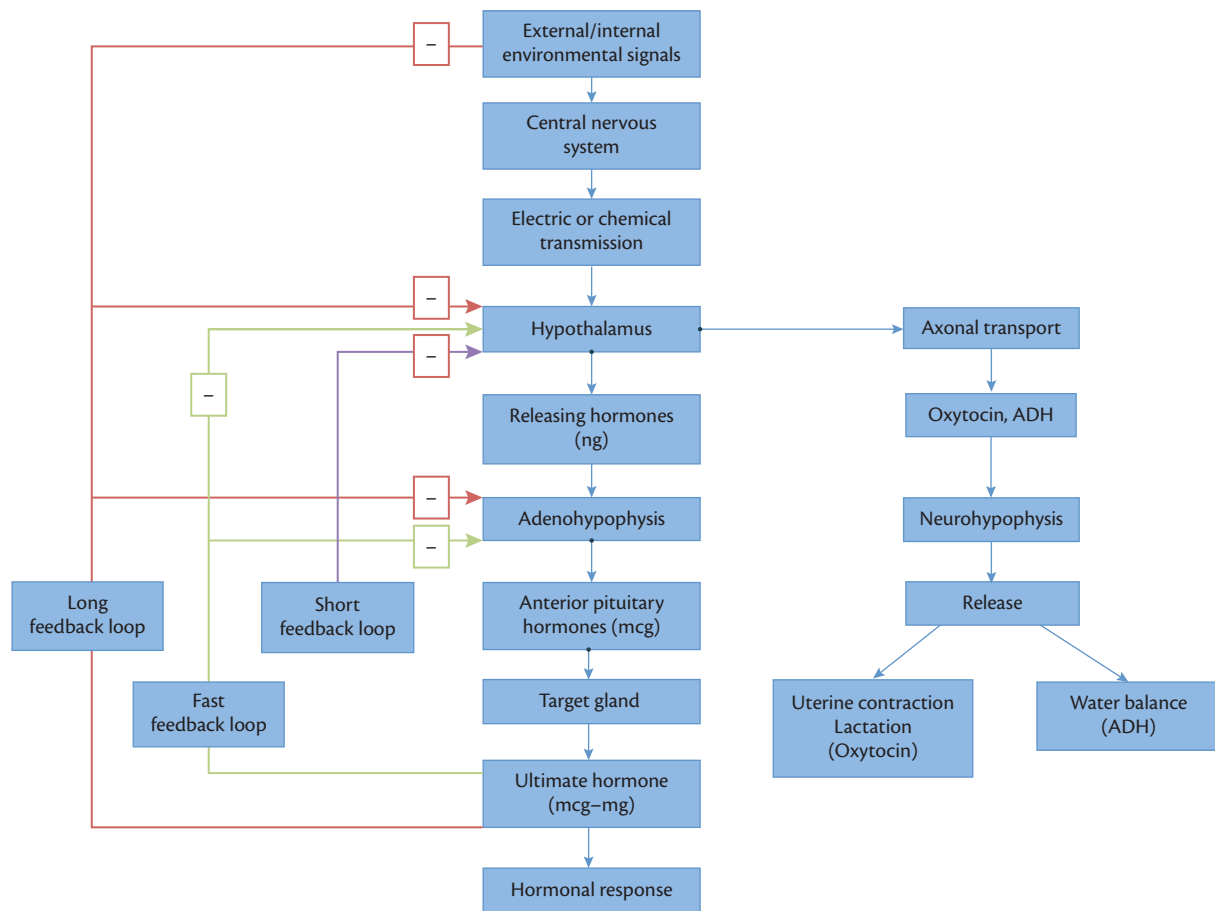 External/internal
environmental signals
–
Central nervous
system
Electric or chemical
transmission
–
Hypothalamus
Axonal transport
–
–
Releasing hormones
(ng)
Oxytocin, ADH
–
Adenohypophysis
Neurohypophysis
–
Long
feedback loop
Short
feedback loop
Anterior pituitary
hormones (mcg)
Release
Fast
feedback loop
Target gland
Uterine contraction
Lactation
(Oxytocin)
Water balance
(ADH)
Ultimate hormone
(mcg–mg)
Hormonal response